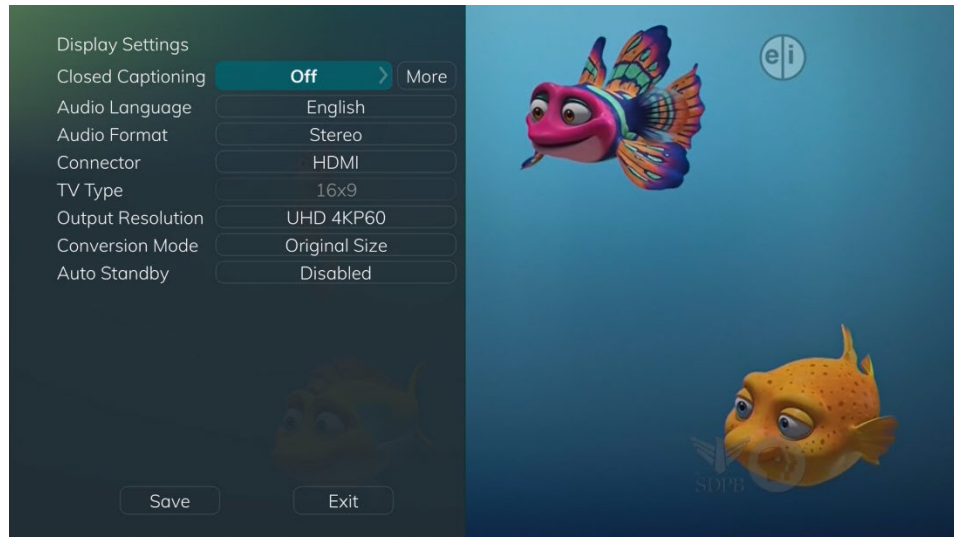 Display Settings
Closed Captioning Off More
Audio Language English
Audio Format Stereo
Connector HDMI
TV Type 16x9
Output Resolution UHD 4KP60
Conversion Mode Original Size
Auto Standby Disabled
Save Exit
e|i
SDPB